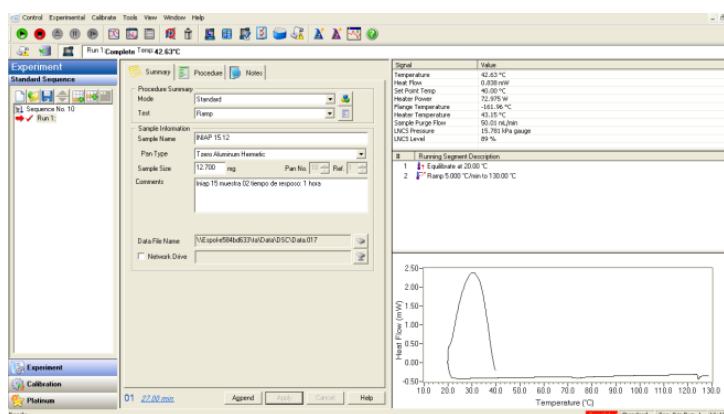 Control Experimental Calibrate Tools View Window Help
Run 1: Complete Temp: 42.63°C
Experiment
Standard Sequence
Sequence No. 10
Run 1:
Experiment
Calibration
Platinum
Summary Procedure Notes
Procedure Summary
Mode Standard
Test Ramp
Sample Information
Sample Name INIAP 15.12
Pan Type Tzero Aluminum Hermetic
Sample Size 12.700 mg Pan No. Ref.
Comments Iniap 15 muestra 02 tiempo de resposo: 1 hora
Data File Name
Network Drive
01 27.00 min. Append Apply Cancel Help
Signal Value
Temperature 42.63 °C
Heat Flow 0.838 mW
Set Point Temp 40.00 °C
Heater Power 72.975 W
Flange Temperature -161.96 °C
Heater Temperature 43.15 °C
Sample Purge Flow 50.01 mL/min
LNCS Pressure 15.781 kPa gauge
LNCS Level 89 %
# Running Segment Description
1 Equilibrate at 20.00 °C
2 Ramp 5.000 °C/min to 130.00 °C
2.50
2.00
1.50
1.00
0.50
0.00
-0.50
Heat Flow (mW)
10.0 20.0 30.0 40.0 50.0 60.0 70.0 80.0 90.0 100.0 110.0 120.0 130.0
Temperature (°C)